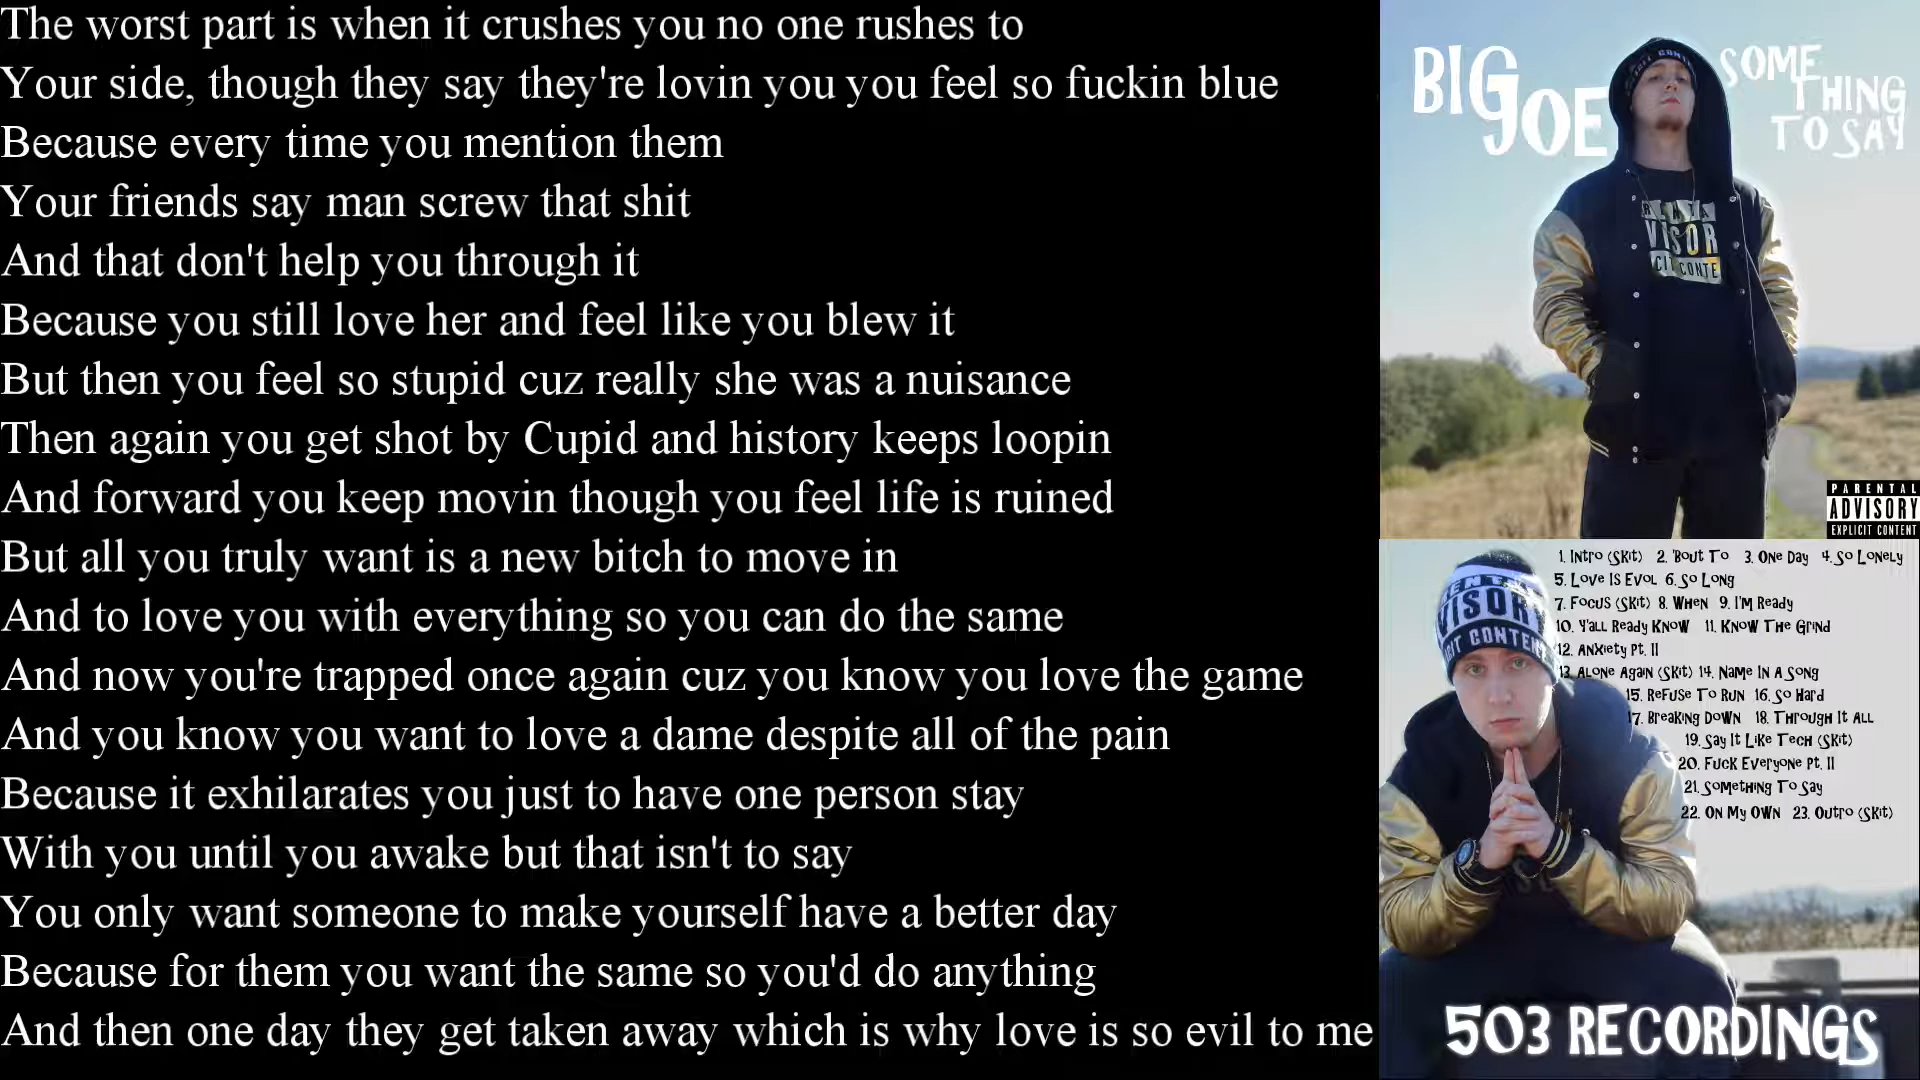 The worst part is when it crushes you no one rushes to
Your side, though they say they're lovin you you feel so fuckin blue
Because every time you mention them
Your friends say man screw that shit
And that don't help you through it
Because you still love her and feel like you blew it
But then you feel so stupid cuz really she was a nuisance
Then again you get shot by Cupid and history keeps loopin
And forward you keep movin though you feel life is ruined
But all you truly want is a new bitch to move in
And to love you with everything so you can do the same
And now you're trapped once again cuz you know you love the game
And you know you want to love a dame despite all of the pain
Because it exhilarates you just to have one person stay
With you until you awake but that isn't to say
You only want someone to make yourself have a better day
Because for them you want the same so you'd do anything
And then one day they get taken away which is why love is so evil to me
BIG JOE
SOME
THING
TO SAY
VISOR
CIT CONTE
PARENTAL
ADVISORY
EXPLICIT CONTENT
1. Intro (Skit) 2. 'Bout To 3. One Day 4. So Lonely
5. Love Is Evol 6. So Long
7. Focus (Skit) 8. When 9. I'm Ready
10. Y'all Ready Know 11. Know The Grind
12. Anxiety Pt. II
13. Alone Again (Skit) 14. Name In A Song
15. Refuse To Run 16. So Hard
17. Breaking Down 18. Through It All
19. Say It Like Tech (Skit)
20. Fuck Everyone Pt. II
21. Something To Say
22. On My Own 23. Outro (Skit)
ENTA
VISOR
CIT CONTEN
503 RECORDINGS